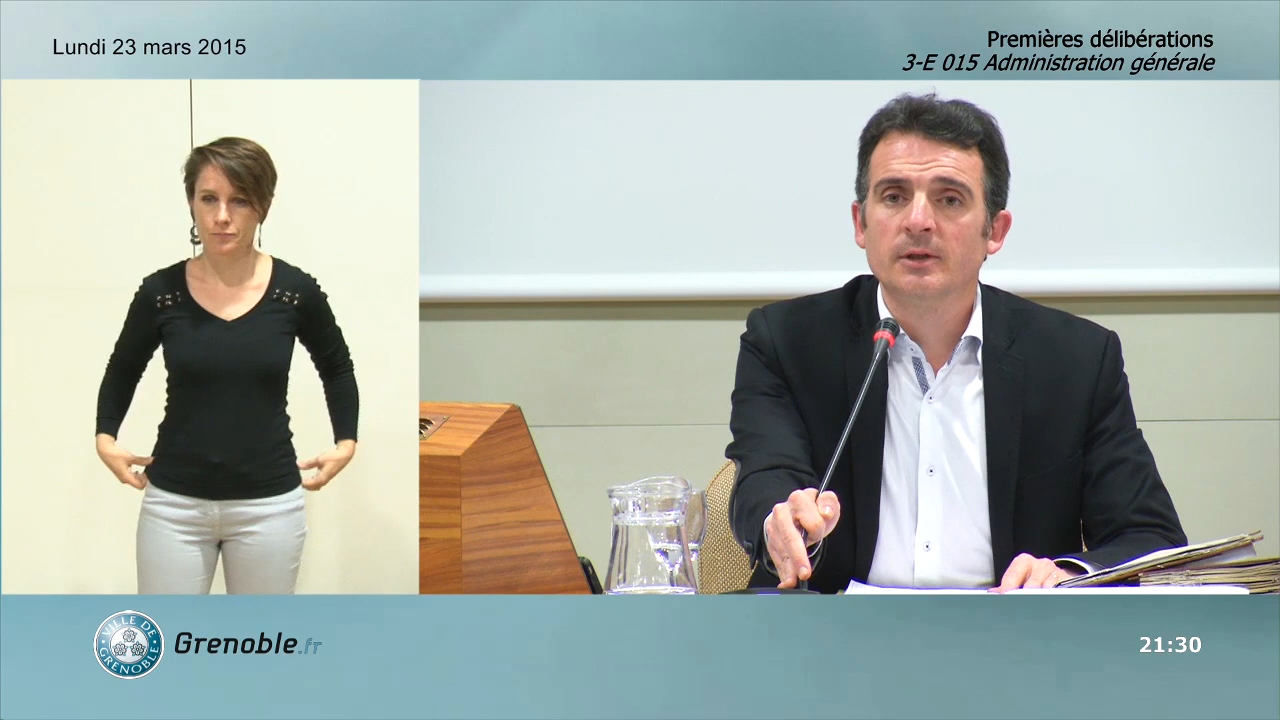 Lundi 23 mars 2015
Premières délibérations
3-E 015 Administration générale
VILLE DE
GRENOBLE
Grenoble.fr
21:30